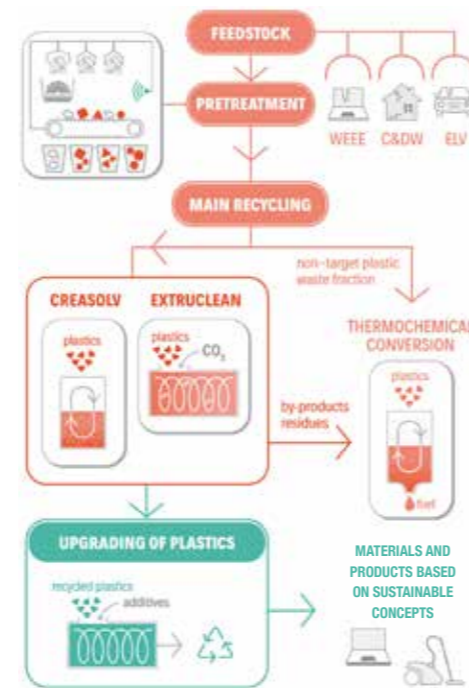 FEEDSTOCK
PRETREATMENT
WEEE C&DW ELV
MAIN RECYCLING
non-target plastic
waste fraction
CREASOLV EXTRUCLEAN
plastics
plastics
CO₂
THERMOCHEMICAL
CONVERSION
plastics
by-products
residues
fuel
UPGRADING OF PLASTICS
recycled plastics
additives
MATERIALS AND
PRODUCTS BASED
ON SUSTAINABLE
CONCEPTS